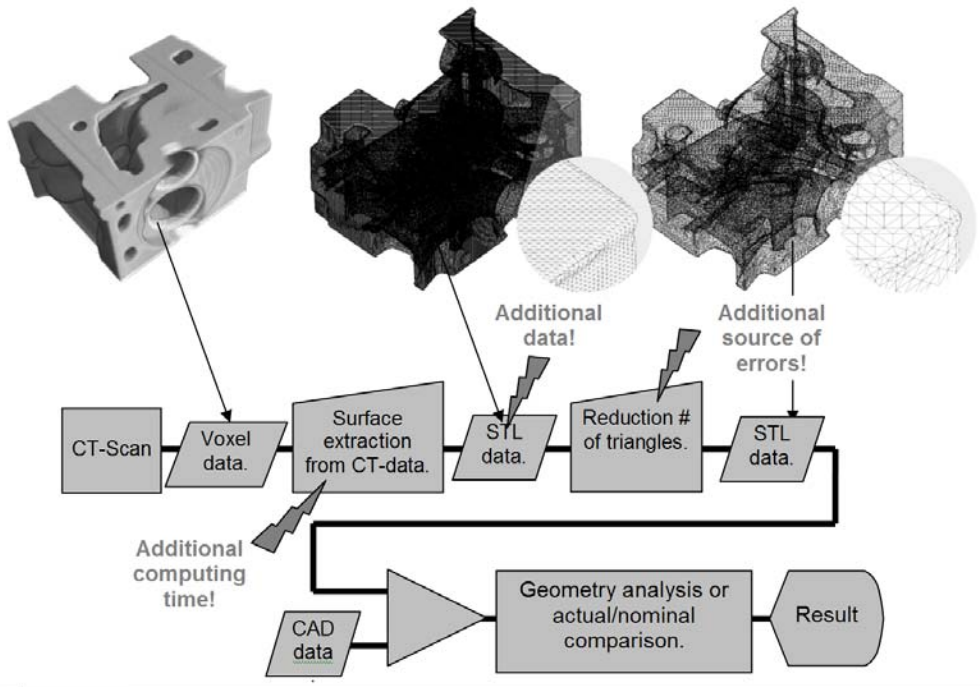 Additional
data!
Additional
source of
errors!
CT-Scan
Voxel
data.
Surface
extraction
from CT-data.
STL
data.
Reduction #
of triangles.
STL
data.
Additional
computing
time!
CAD
data
Geometry analysis or
actual/nominal
comparison.
Result